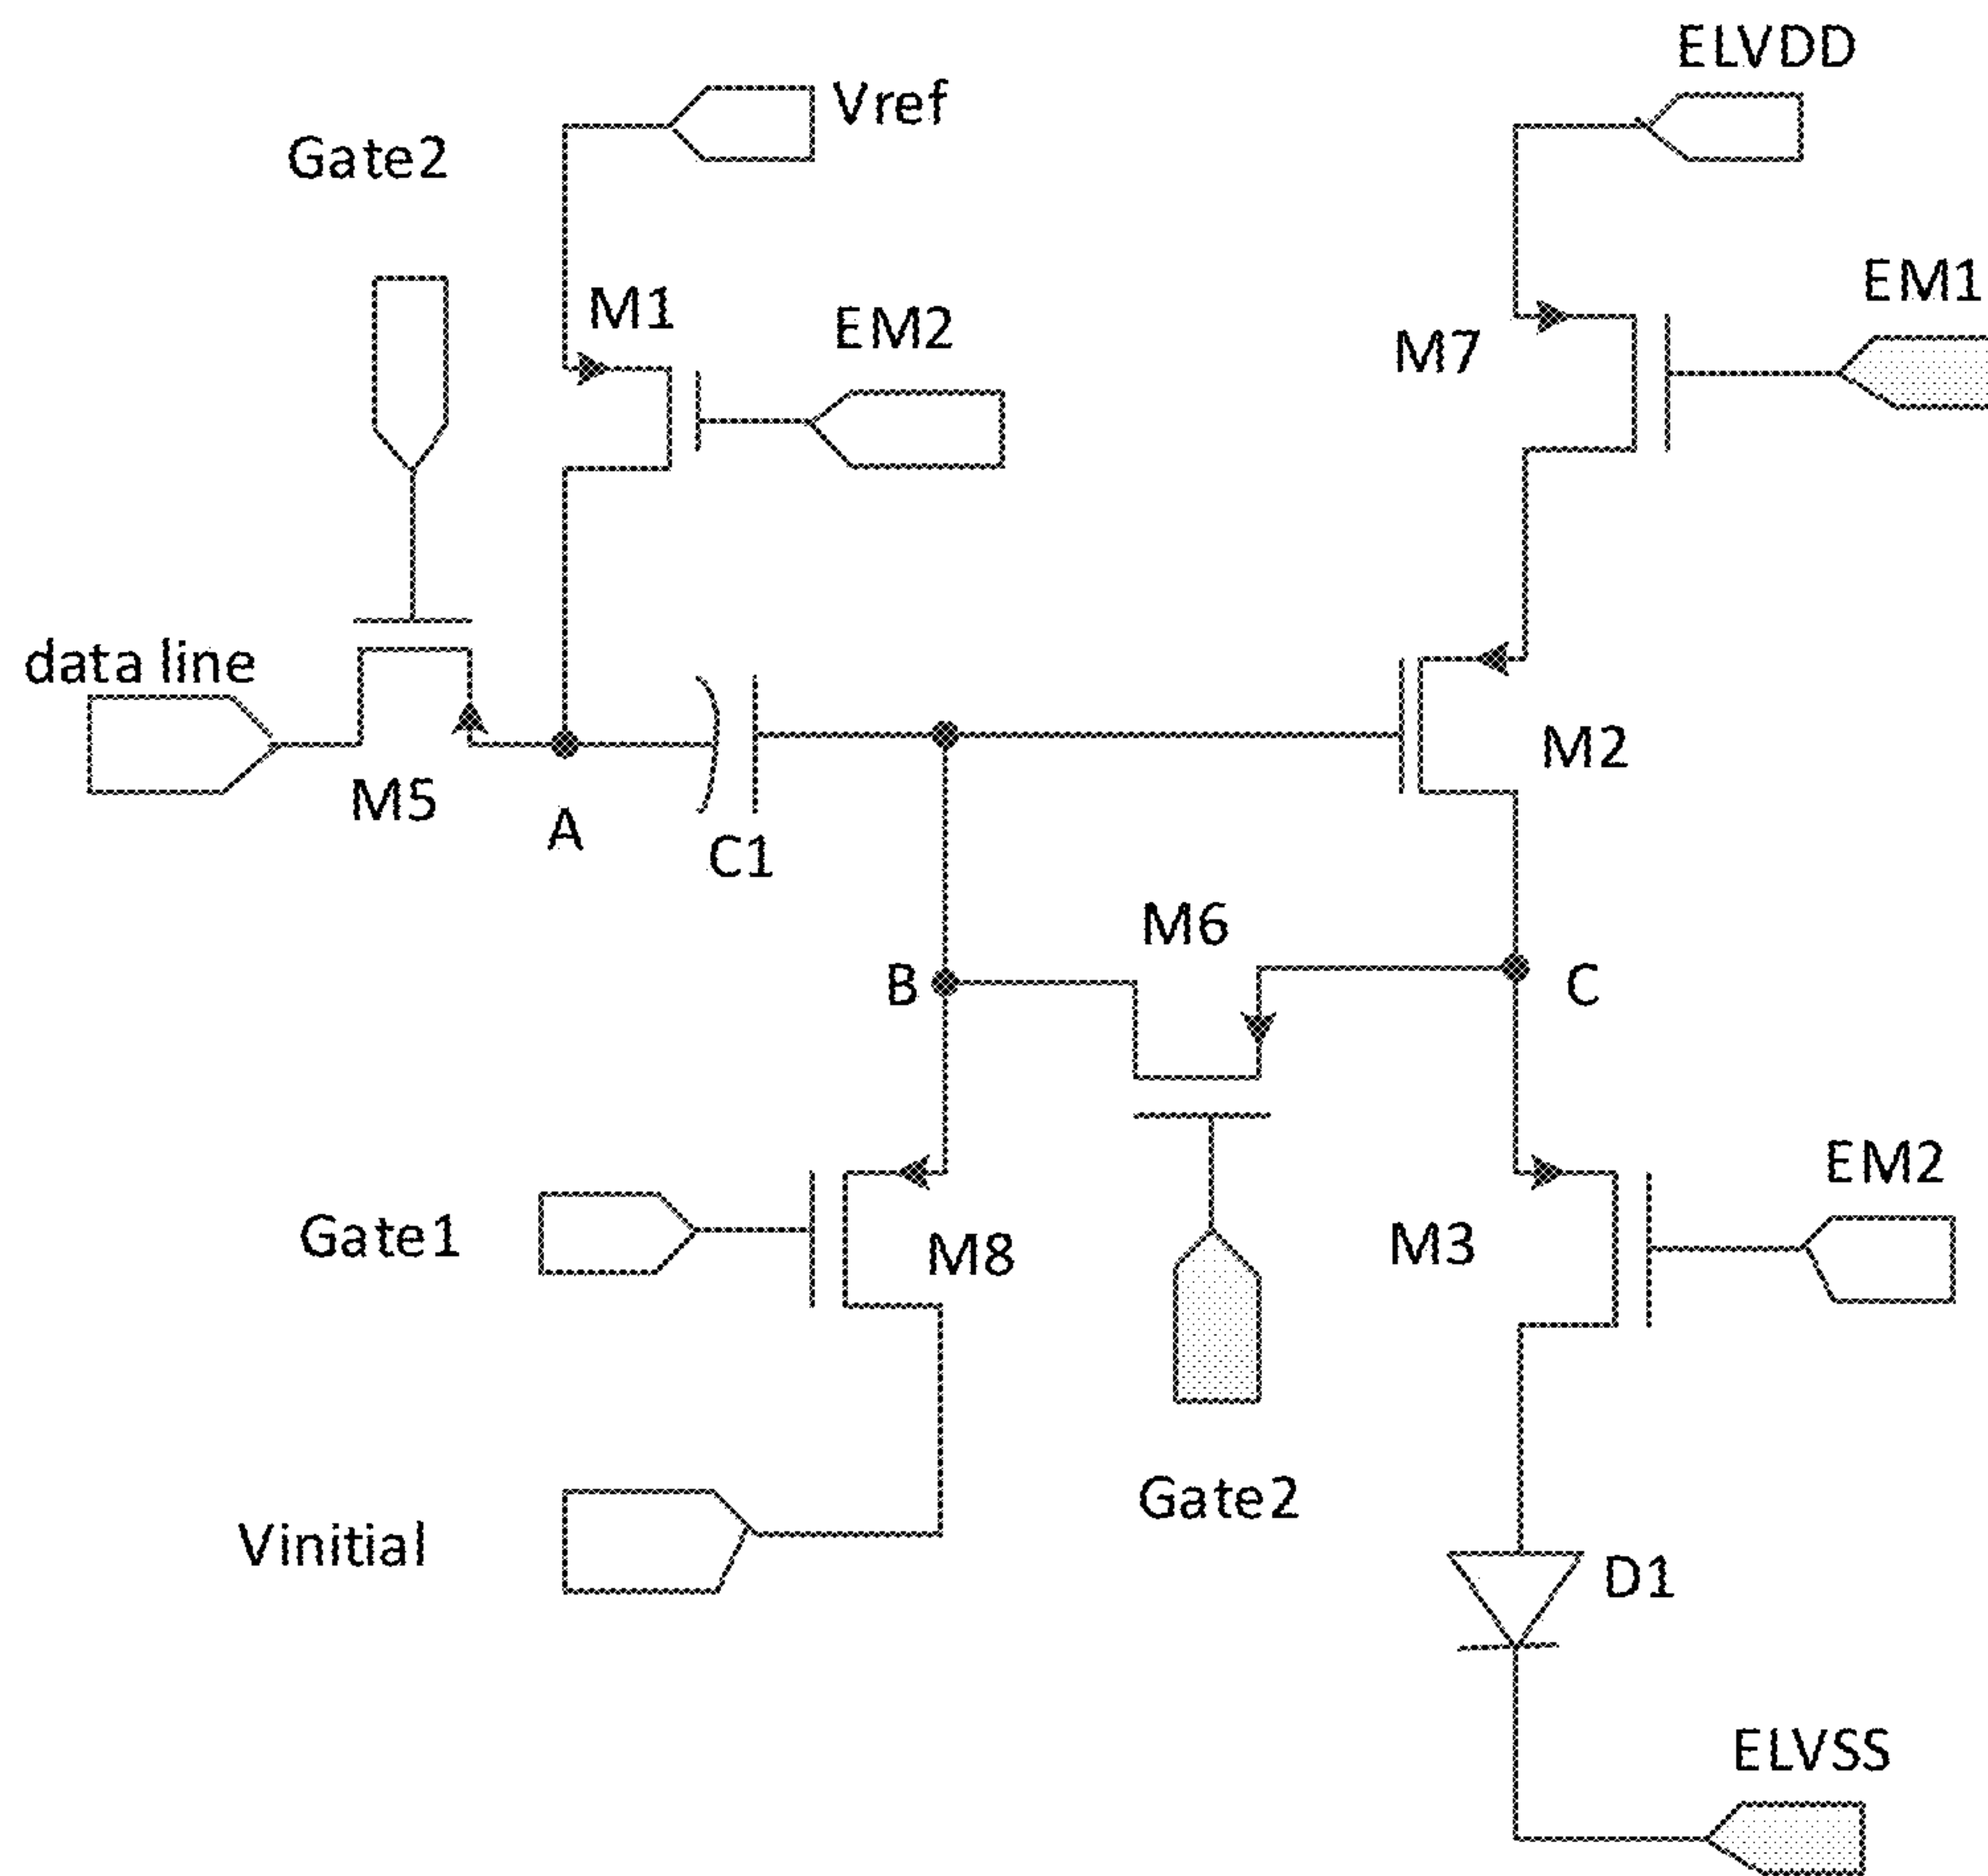 ELVDD
Vref
Gate2
EM1
M1
EM2
M7
data line
M2
M5
A
C1
M6
B
C
EM2
Gate1
M8
M3
Gate2
Vinitial
D1
ELVSS